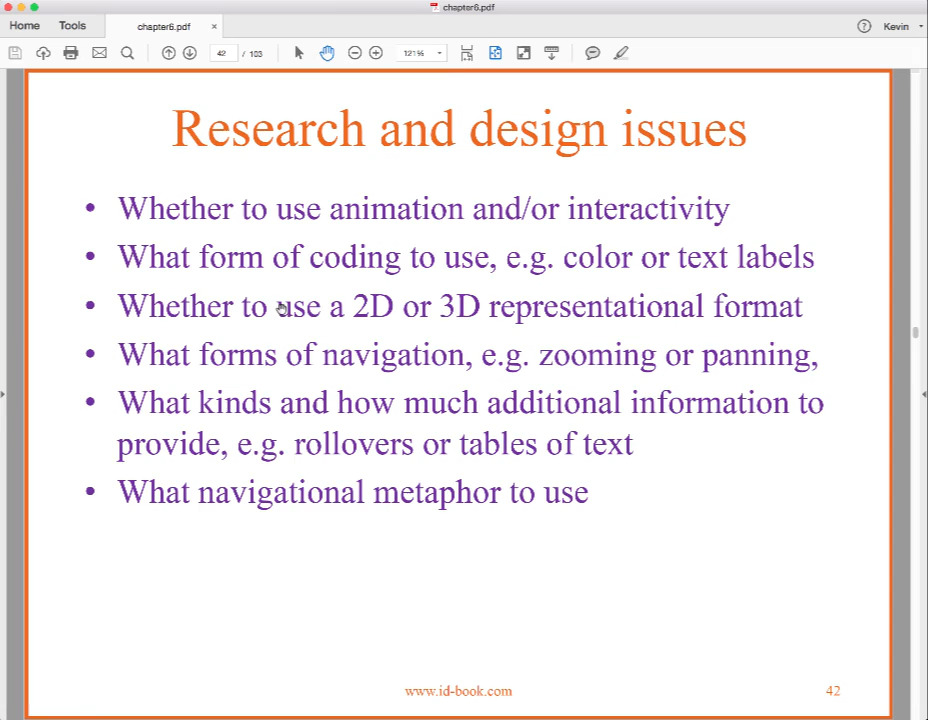 chapter6.pdf
Home Tools chapter6.pdf × ? Kevin
42 / 103 121%
Research and design issues
• Whether to use animation and/or interactivity
• What form of coding to use, e.g. color or text labels
• Whether to use a 2D or 3D representational format
• What forms of navigation, e.g. zooming or panning,
• What kinds and how much additional information to
provide, e.g. rollovers or tables of text
• What navigational metaphor to use
www.id-book.com 42